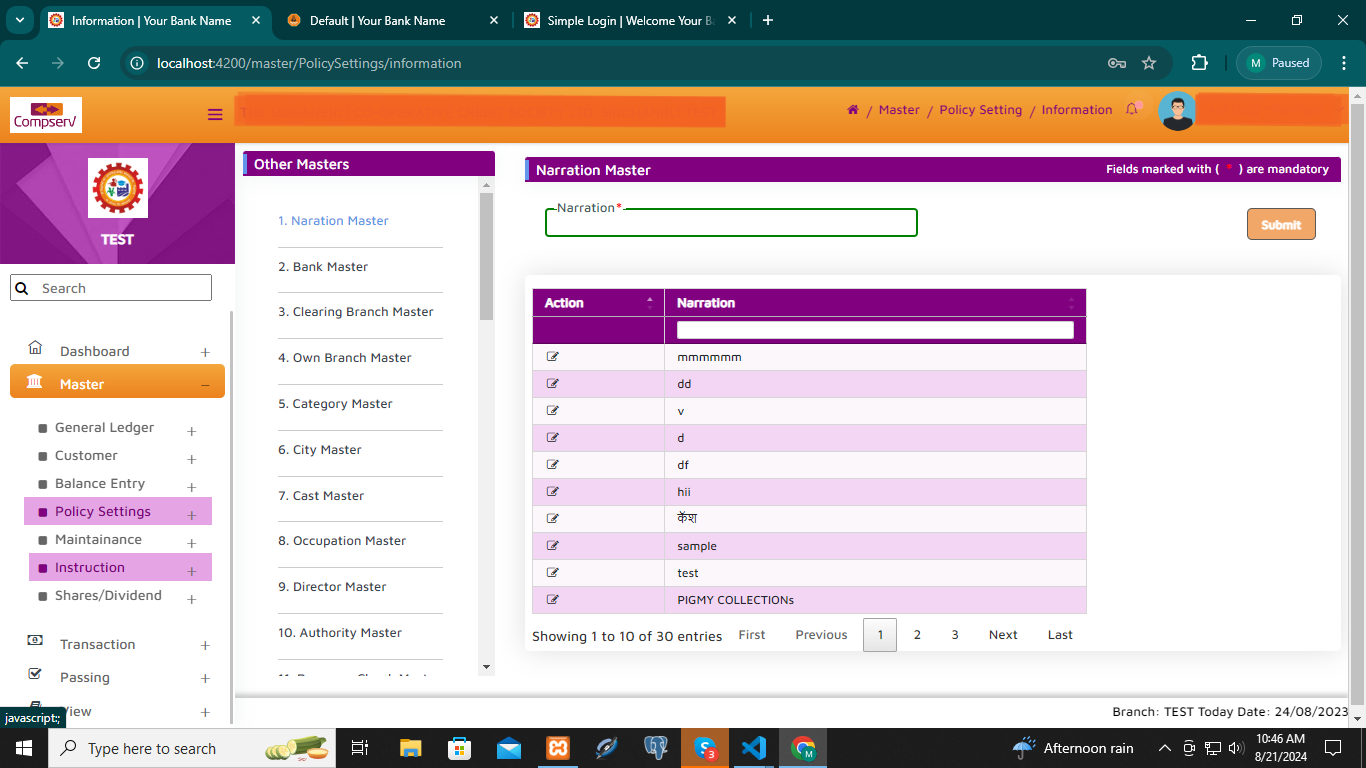 Information | Your Bank Name
Default | Your Bank Name
Simple Login | Welcome Your B
localhost:4200/master/PolicySettings/information
M Paused
Compserv
/ Master / Policy Setting / Information
TEST
Search
Dashboard +
Master –
General Ledger +
Customer +
Balance Entry +
Policy Settings +
Maintainance +
Instruction +
Shares/Dividend +
Transaction +
Passing +
View +
javascript:;
Other Masters
1. Naration Master
2. Bank Master
3. Clearing Branch Master
4. Own Branch Master
5. Category Master
6. City Master
7. Cast Master
8. Occupation Master
9. Director Master
10. Authority Master
Narration Master
Fields marked with ( * ) are mandatory
Narration*
Submit
Action Narration
mmmmmm
dd
v
d
df
hii
कॅश
sample
test
PIGMY COLLECTIONs
Showing 1 to 10 of 30 entries First Previous 1 2 3 Next Last
Branch: TEST Today Date: 24/08/2023
Type here to search
3
M
Afternoon rain
10:46 AM
8/21/2024